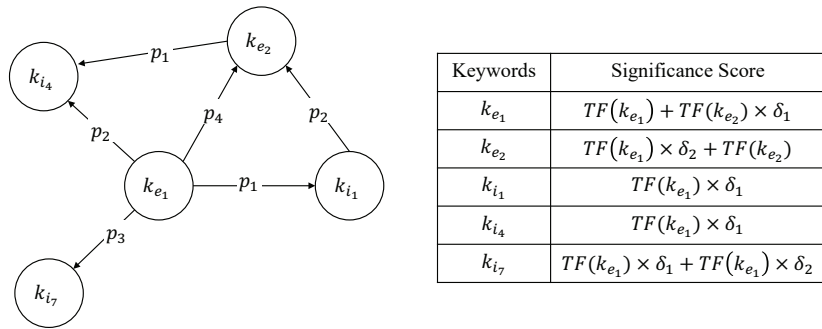 k_{e_2}
p_1
k_{i_4}
p_4
p_2
p_2
k_{e_1}
p_1
k_{i_1}
p_3
k_{i_7}
Keywords Significance Score
k_{e_1} TF(k_{e_1}) + TF(k_{e_2}) × δ_1
k_{e_2} TF(k_{e_1}) × δ_2 + TF(k_{e_2})
k_{i_1} TF(k_{e_1}) × δ_1
k_{i_4} TF(k_{e_1}) × δ_1
k_{i_7} TF(k_{e_1}) × δ_1 + TF(k_{e_1}) × δ_2